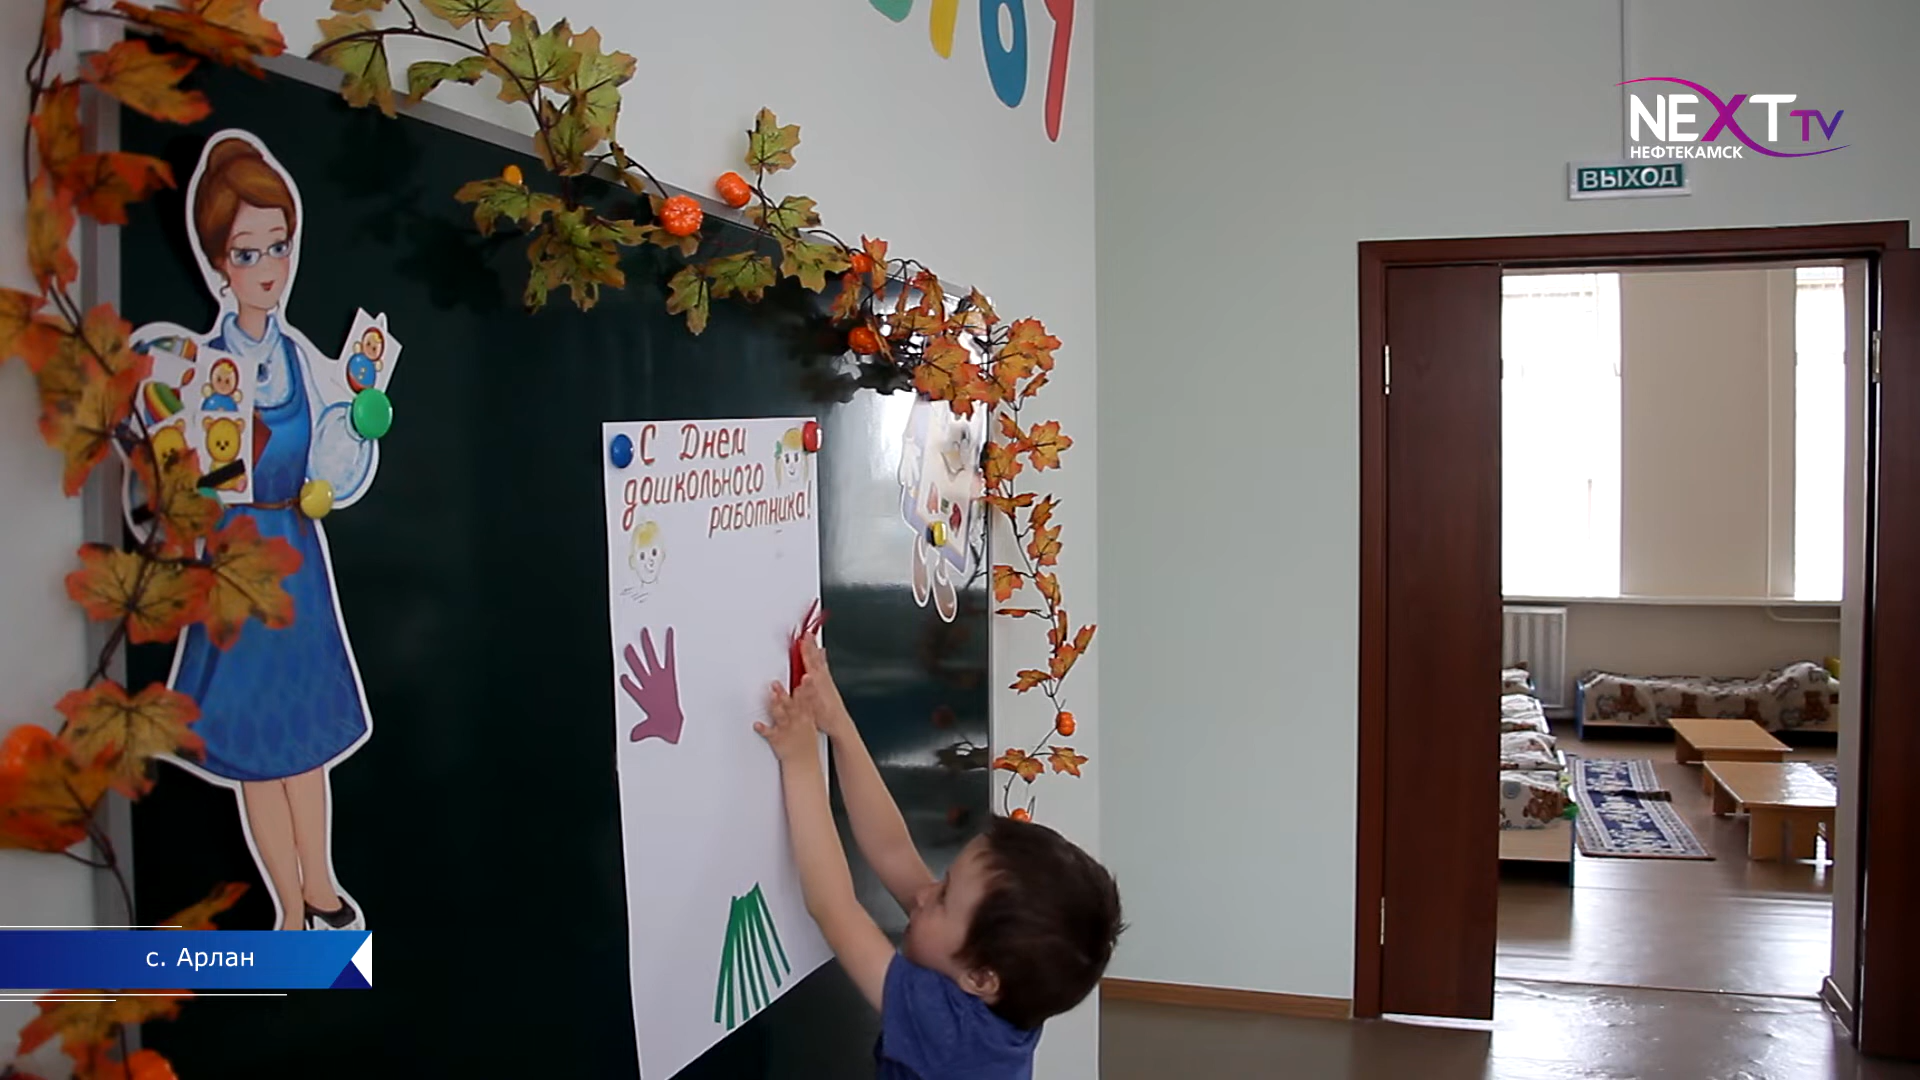 NEXT TV
НЕФТЕКАМСК
ВЫХОД
С Днем
дошкольного
работника!
с. Арлан